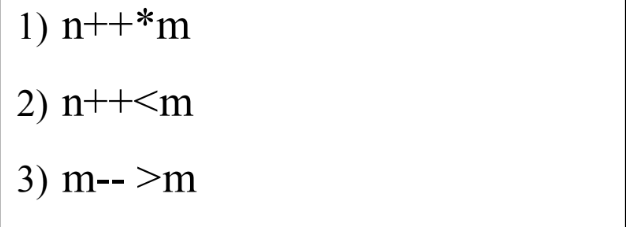 1) n++*m
2) n++<m
3) m-- >m